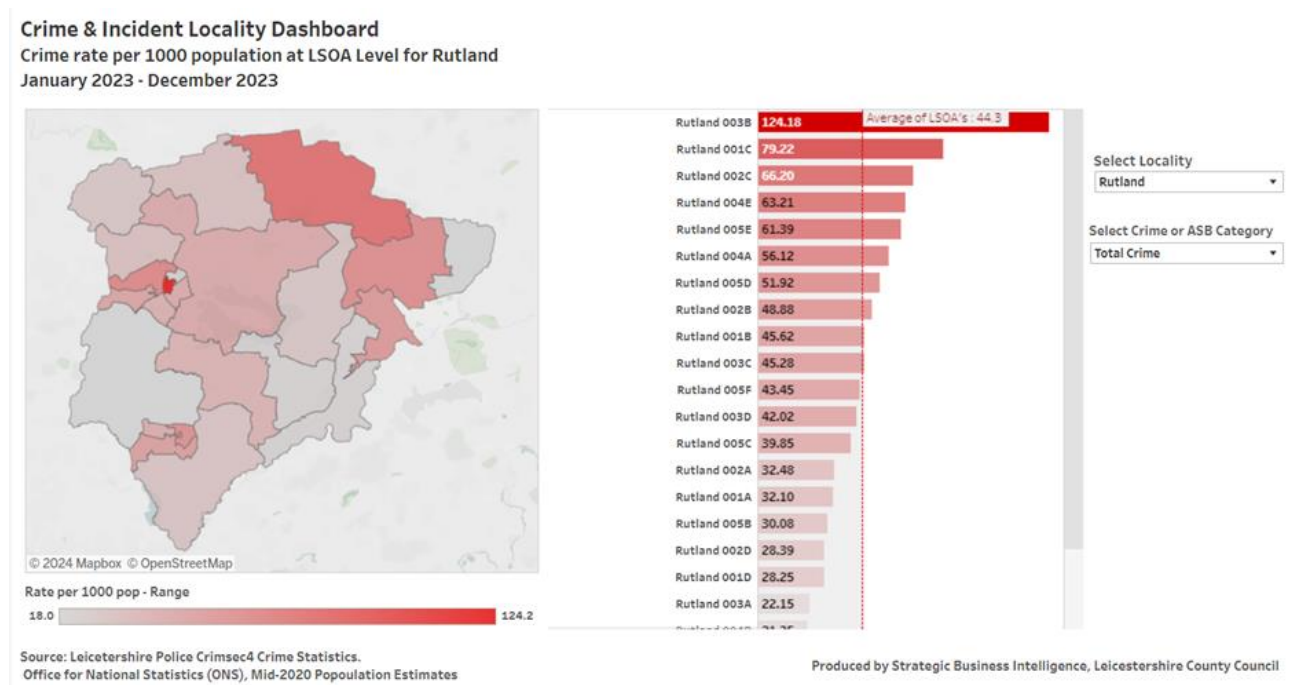 Crime & Incident Locality Dashboard
Crime rate per 1000 population at LSOA Level for Rutland
January 2023 - December 2023
Rutland 003B 124.18 Average of LSOA's : 44.3
Rutland 001C 79.22
Rutland 002C 66.20
Rutland 004E 63.21
Rutland 005E 61.39
Rutland 004A 56.12
Rutland 005D 51.92
Rutland 002B 48.88
Rutland 001B 45.62
Rutland 003C 45.28
Rutland 005F 43.45
Rutland 003D 42.02
Rutland 005C 39.85
Rutland 002A 32.48
Rutland 001A 32.10
Rutland 005B 30.08
Rutland 002D 28.39
Rutland 001D 28.25
Rutland 003A 22.15
Select Locality
Rutland
Select Crime or ASB Category
Total Crime
© 2024 Mapbox © OpenStreetMap
Rate per 1000 pop - Range
18.0 124.2
Source: Leicetershire Police Crimsec4 Crime Statistics.
Office for National Statistics (ONS), Mid-2020 Popoulation Estimates
Produced by Strategic Business Intelligence, Leicestershire County Council